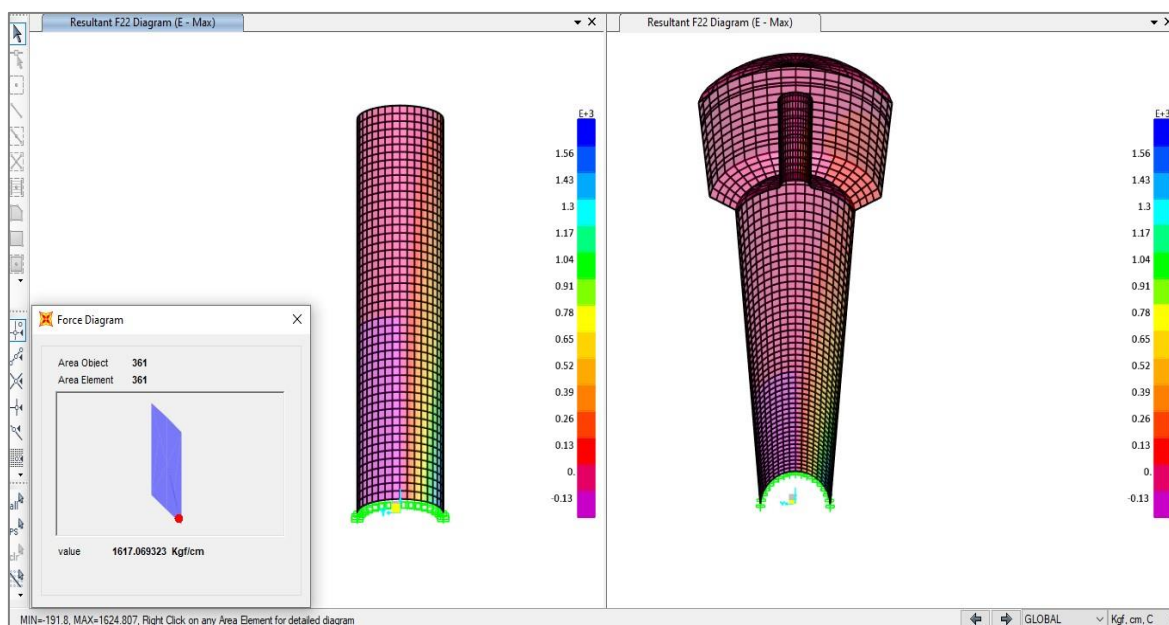 Resultant F22 Diagram (E - Max)
Resultant F22 Diagram (E - Max)
E+3
1.56
1.43
1.3
1.17
1.04
0.91
0.78
0.65
0.52
0.39
0.26
0.13
0.
-0.13
E+3
1.56
1.43
1.3
1.17
1.04
0.91
0.78
0.65
0.52
0.39
0.26
0.13
0.
-0.13
all
PS
clr
Force Diagram
Area Object 361
Area Element 361
value 1617.069323 Kgf/cm
MIN=-191.8, MAX=1624.807, Right Click on any Area Element for detailed diagram
GLOBAL
Kgf, cm, C